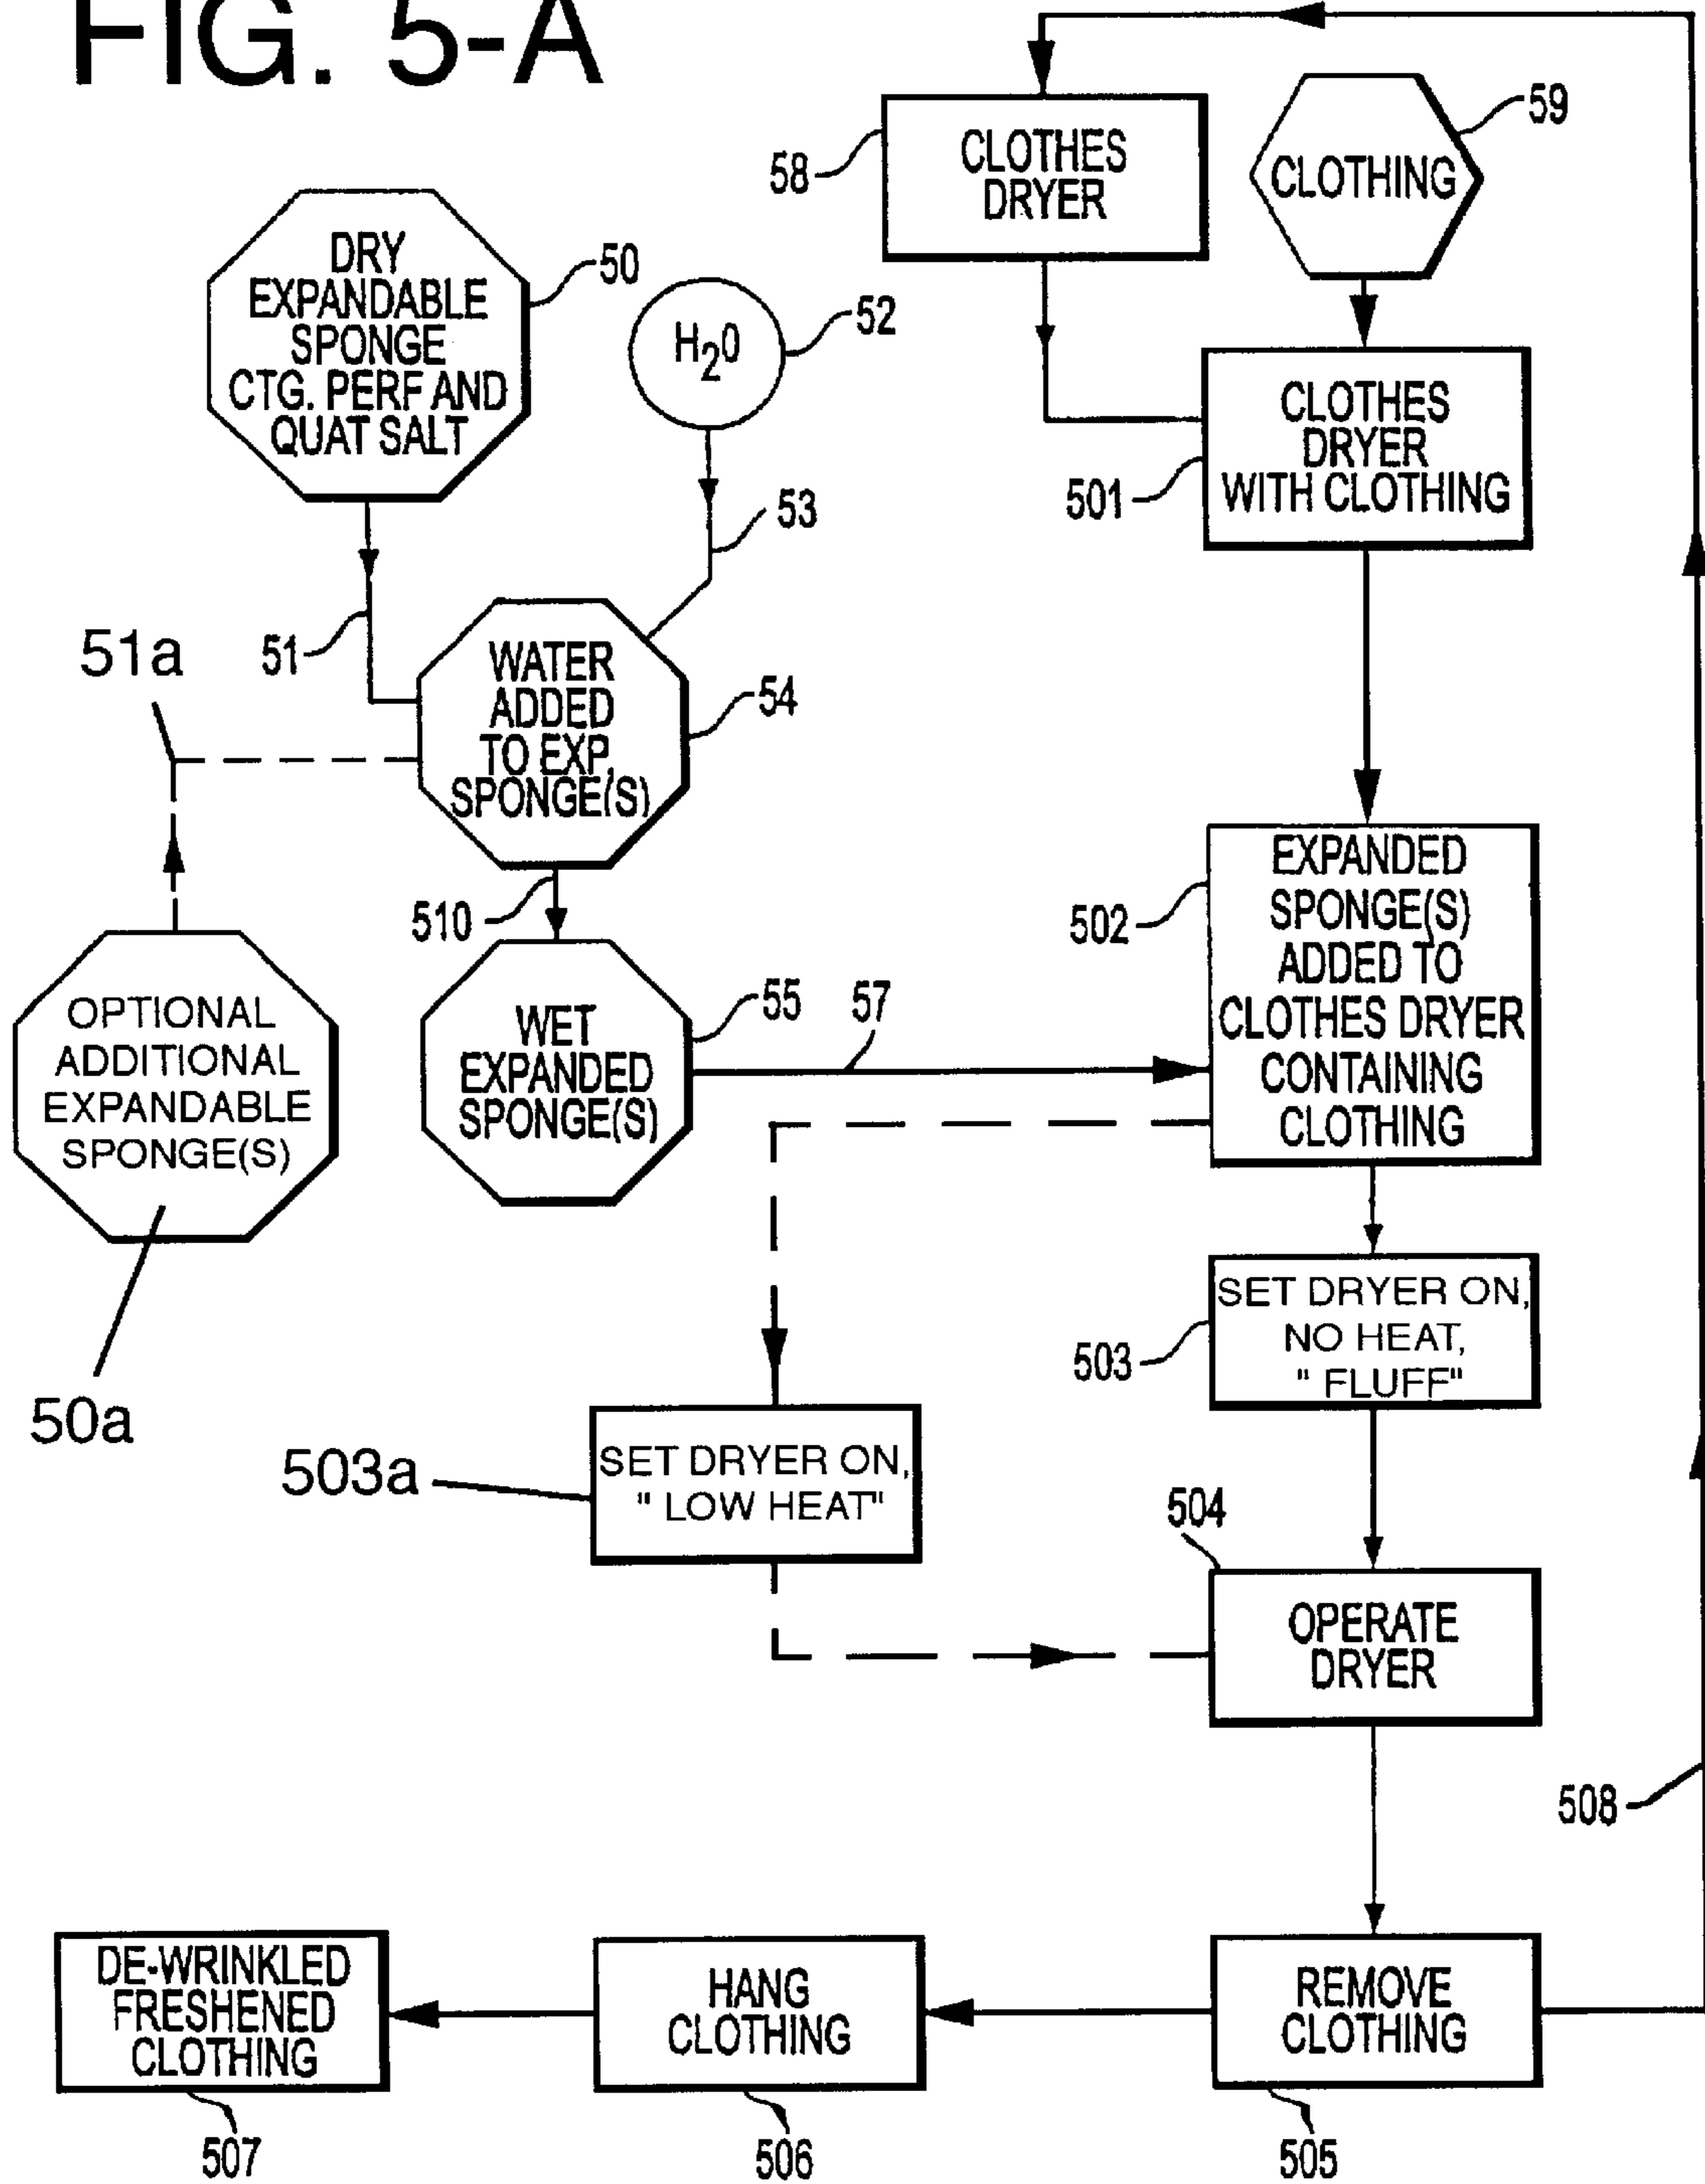 FIG. 5-A
CLOTHES
DRYER
58
CLOTHING
59
DRY
EXPANDABLE
SPONGE
CTG. PERF AND
QUAT SALT
50
H₂0
52
CLOTHES
DRYER
WITH CLOTHING
501
53
51
51a
WATER
ADDED
TO EXP.
SPONGE(S)
54
510
EXPANDED
SPONGE(S)
ADDED TO
CLOTHES DRYER
CONTAINING
CLOTHING
502
OPTIONAL
ADDITIONAL
EXPANDABLE
SPONGE(S)
50a
WET
EXPANDED
SPONGE(S)
55
57
SET DRYER ON,
NO HEAT,
" FLUFF"
503
SET DRYER ON,
" LOW HEAT"
503a
504
OPERATE
DRYER
508
DE-WRINKLED
FRESHENED
CLOTHING
507
HANG
CLOTHING
506
REMOVE
CLOTHING
505